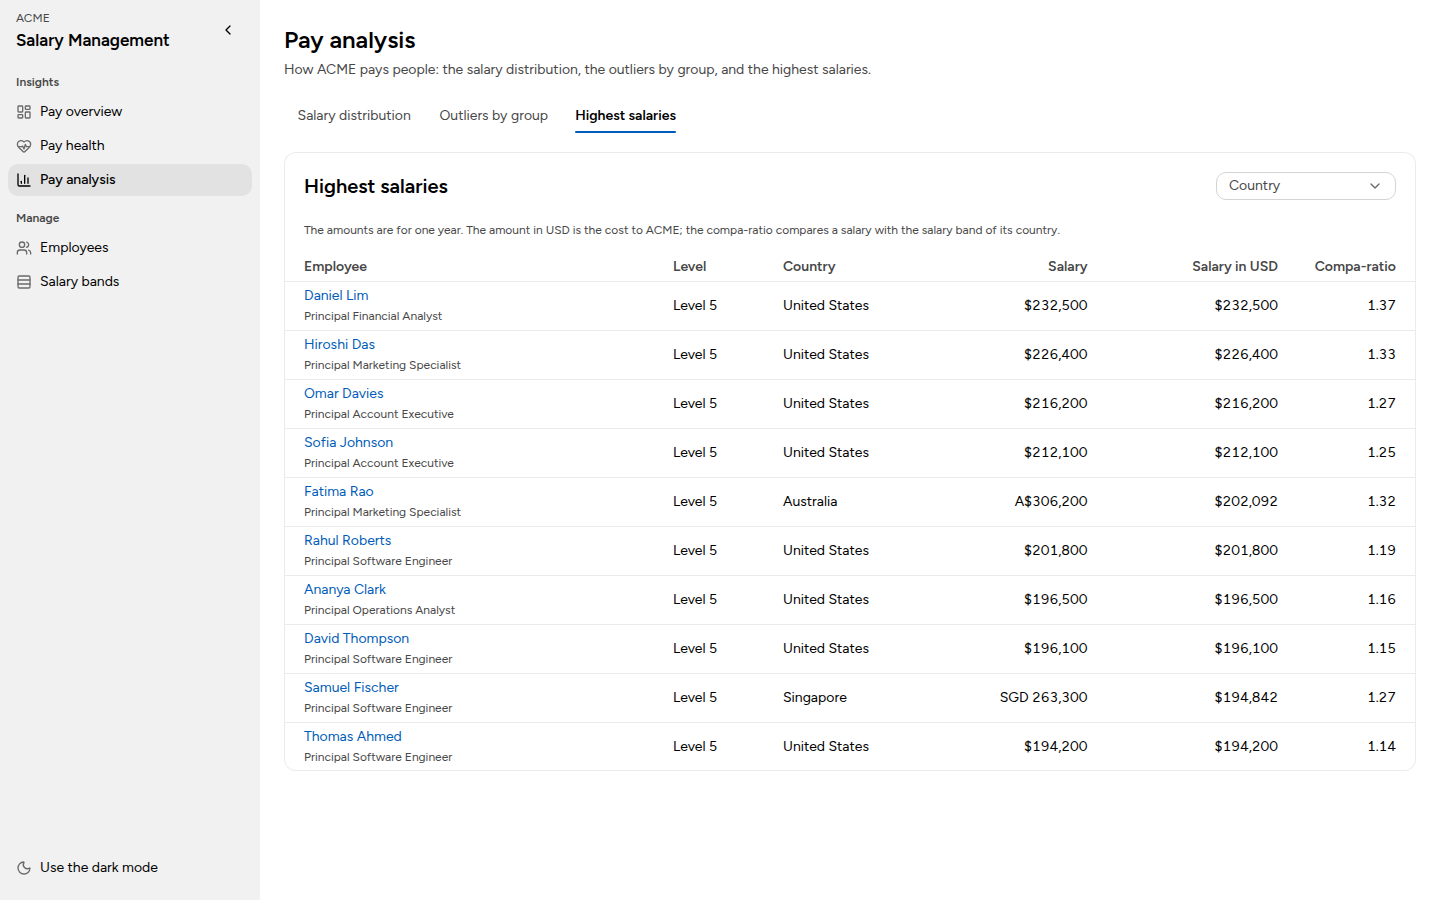 ACME
Salary Management
Insights
Pay overview
Pay health
Pay analysis
Manage
Employees
Salary bands
Use the dark mode
Pay analysis
How ACME pays people: the salary distribution, the outliers by group, and the highest salaries.
Salary distribution Outliers by group Highest salaries
Highest salaries
Country
The amounts are for one year. The amount in USD is the cost to ACME; the compa-ratio compares a salary with the salary band of its country.
Employee Level Country Salary Salary in USD Compa-ratio
Daniel Lim
Principal Financial Analyst
Level 5 United States $232,500 $232,500 1.37
Hiroshi Das
Principal Marketing Specialist
Level 5 United States $226,400 $226,400 1.33
Omar Davies
Principal Account Executive
Level 5 United States $216,200 $216,200 1.27
Sofia Johnson
Principal Account Executive
Level 5 United States $212,100 $212,100 1.25
Fatima Rao
Principal Marketing Specialist
Level 5 Australia A$306,200 $202,092 1.32
Rahul Roberts
Principal Software Engineer
Level 5 United States $201,800 $201,800 1.19
Ananya Clark
Principal Operations Analyst
Level 5 United States $196,500 $196,500 1.16
David Thompson
Principal Software Engineer
Level 5 United States $196,100 $196,100 1.15
Samuel Fischer
Principal Software Engineer
Level 5 Singapore SGD 263,300 $194,842 1.27
Thomas Ahmed
Principal Software Engineer
Level 5 United States $194,200 $194,200 1.14